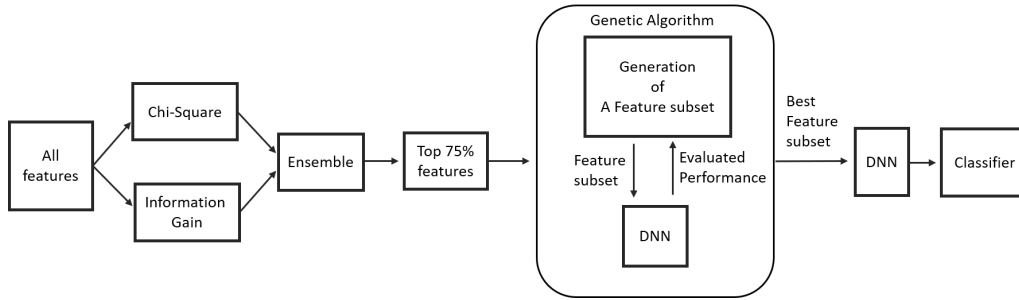 All
features
Chi-Square
Information
Gain
Ensemble
Top 75%
features
Genetic Algorithm
Generation
of
A Feature subset
Feature
subset
Evaluated
Performance
DNN
Best
Feature
subset
DNN
Classifier